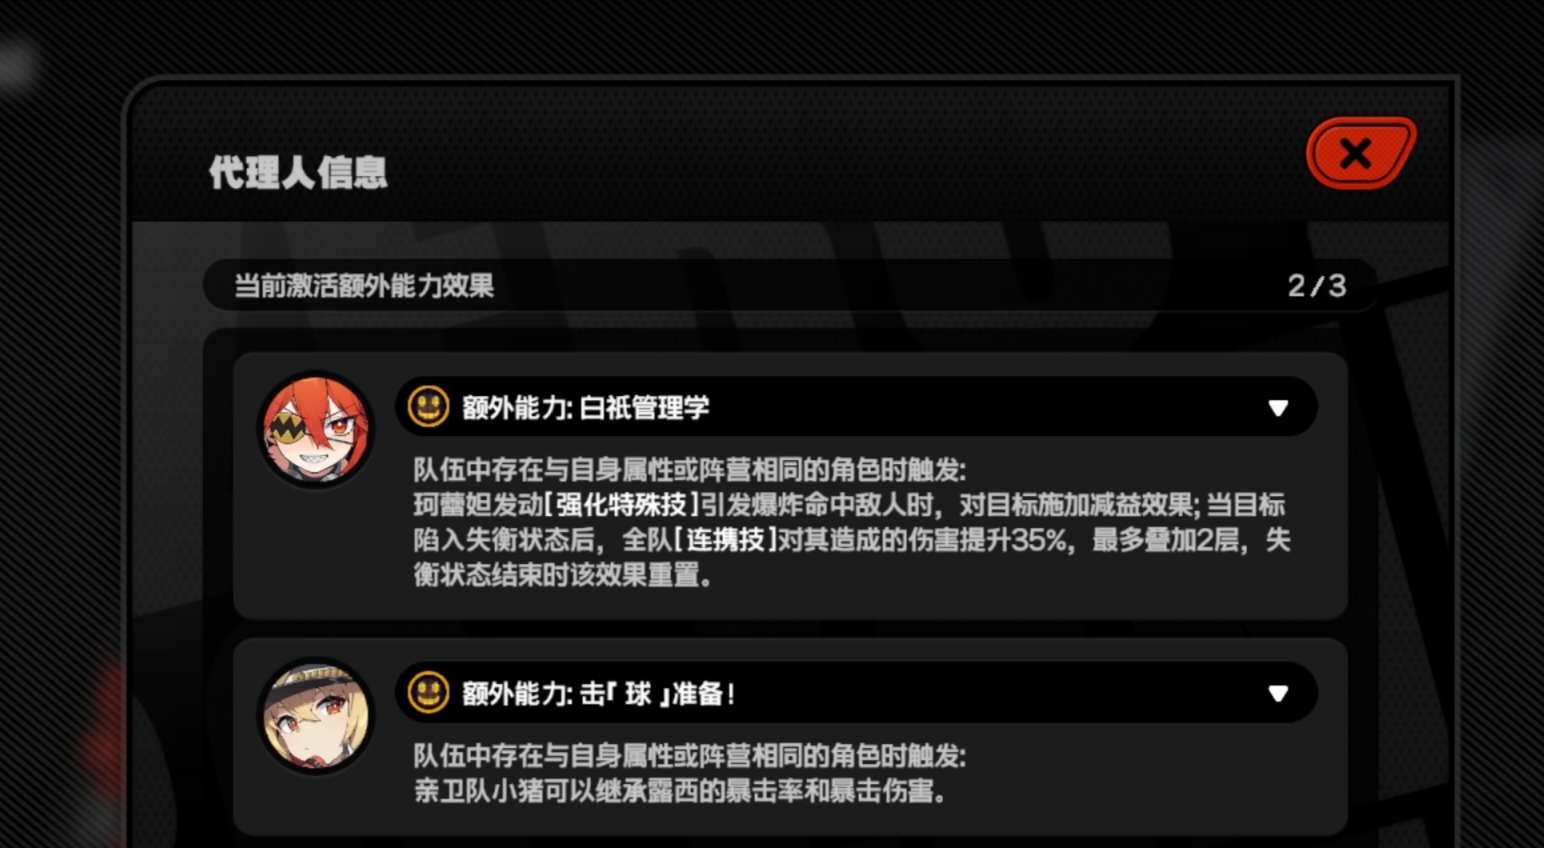 代理人信息
当前激活额外能力效果 2/3
额外能力: 白祇管理学
队伍中存在与自身属性或阵营相同的角色时触发:
珂蕾妲发动[强化特殊技]引发爆炸命中敌人时，对目标施加减益效果; 当目标
陷入失衡状态后，全队[连携技]对其造成的伤害提升35%，最多叠加2层，失
衡状态结束时该效果重置。
额外能力: 击「球」准备!
队伍中存在与自身属性或阵营相同的角色时触发:
亲卫队小猪可以继承露西的暴击率和暴击伤害。